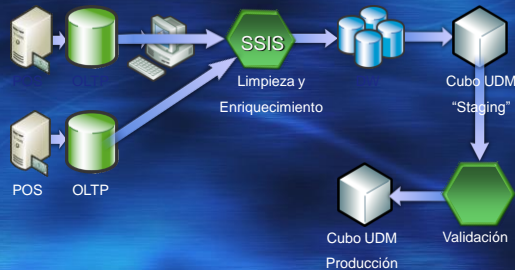 SSIS
Limpieza y
Enriquecimiento
Cubo UDM
“Staging”
POS
OLTP
Validación
Cubo UDM
Producción